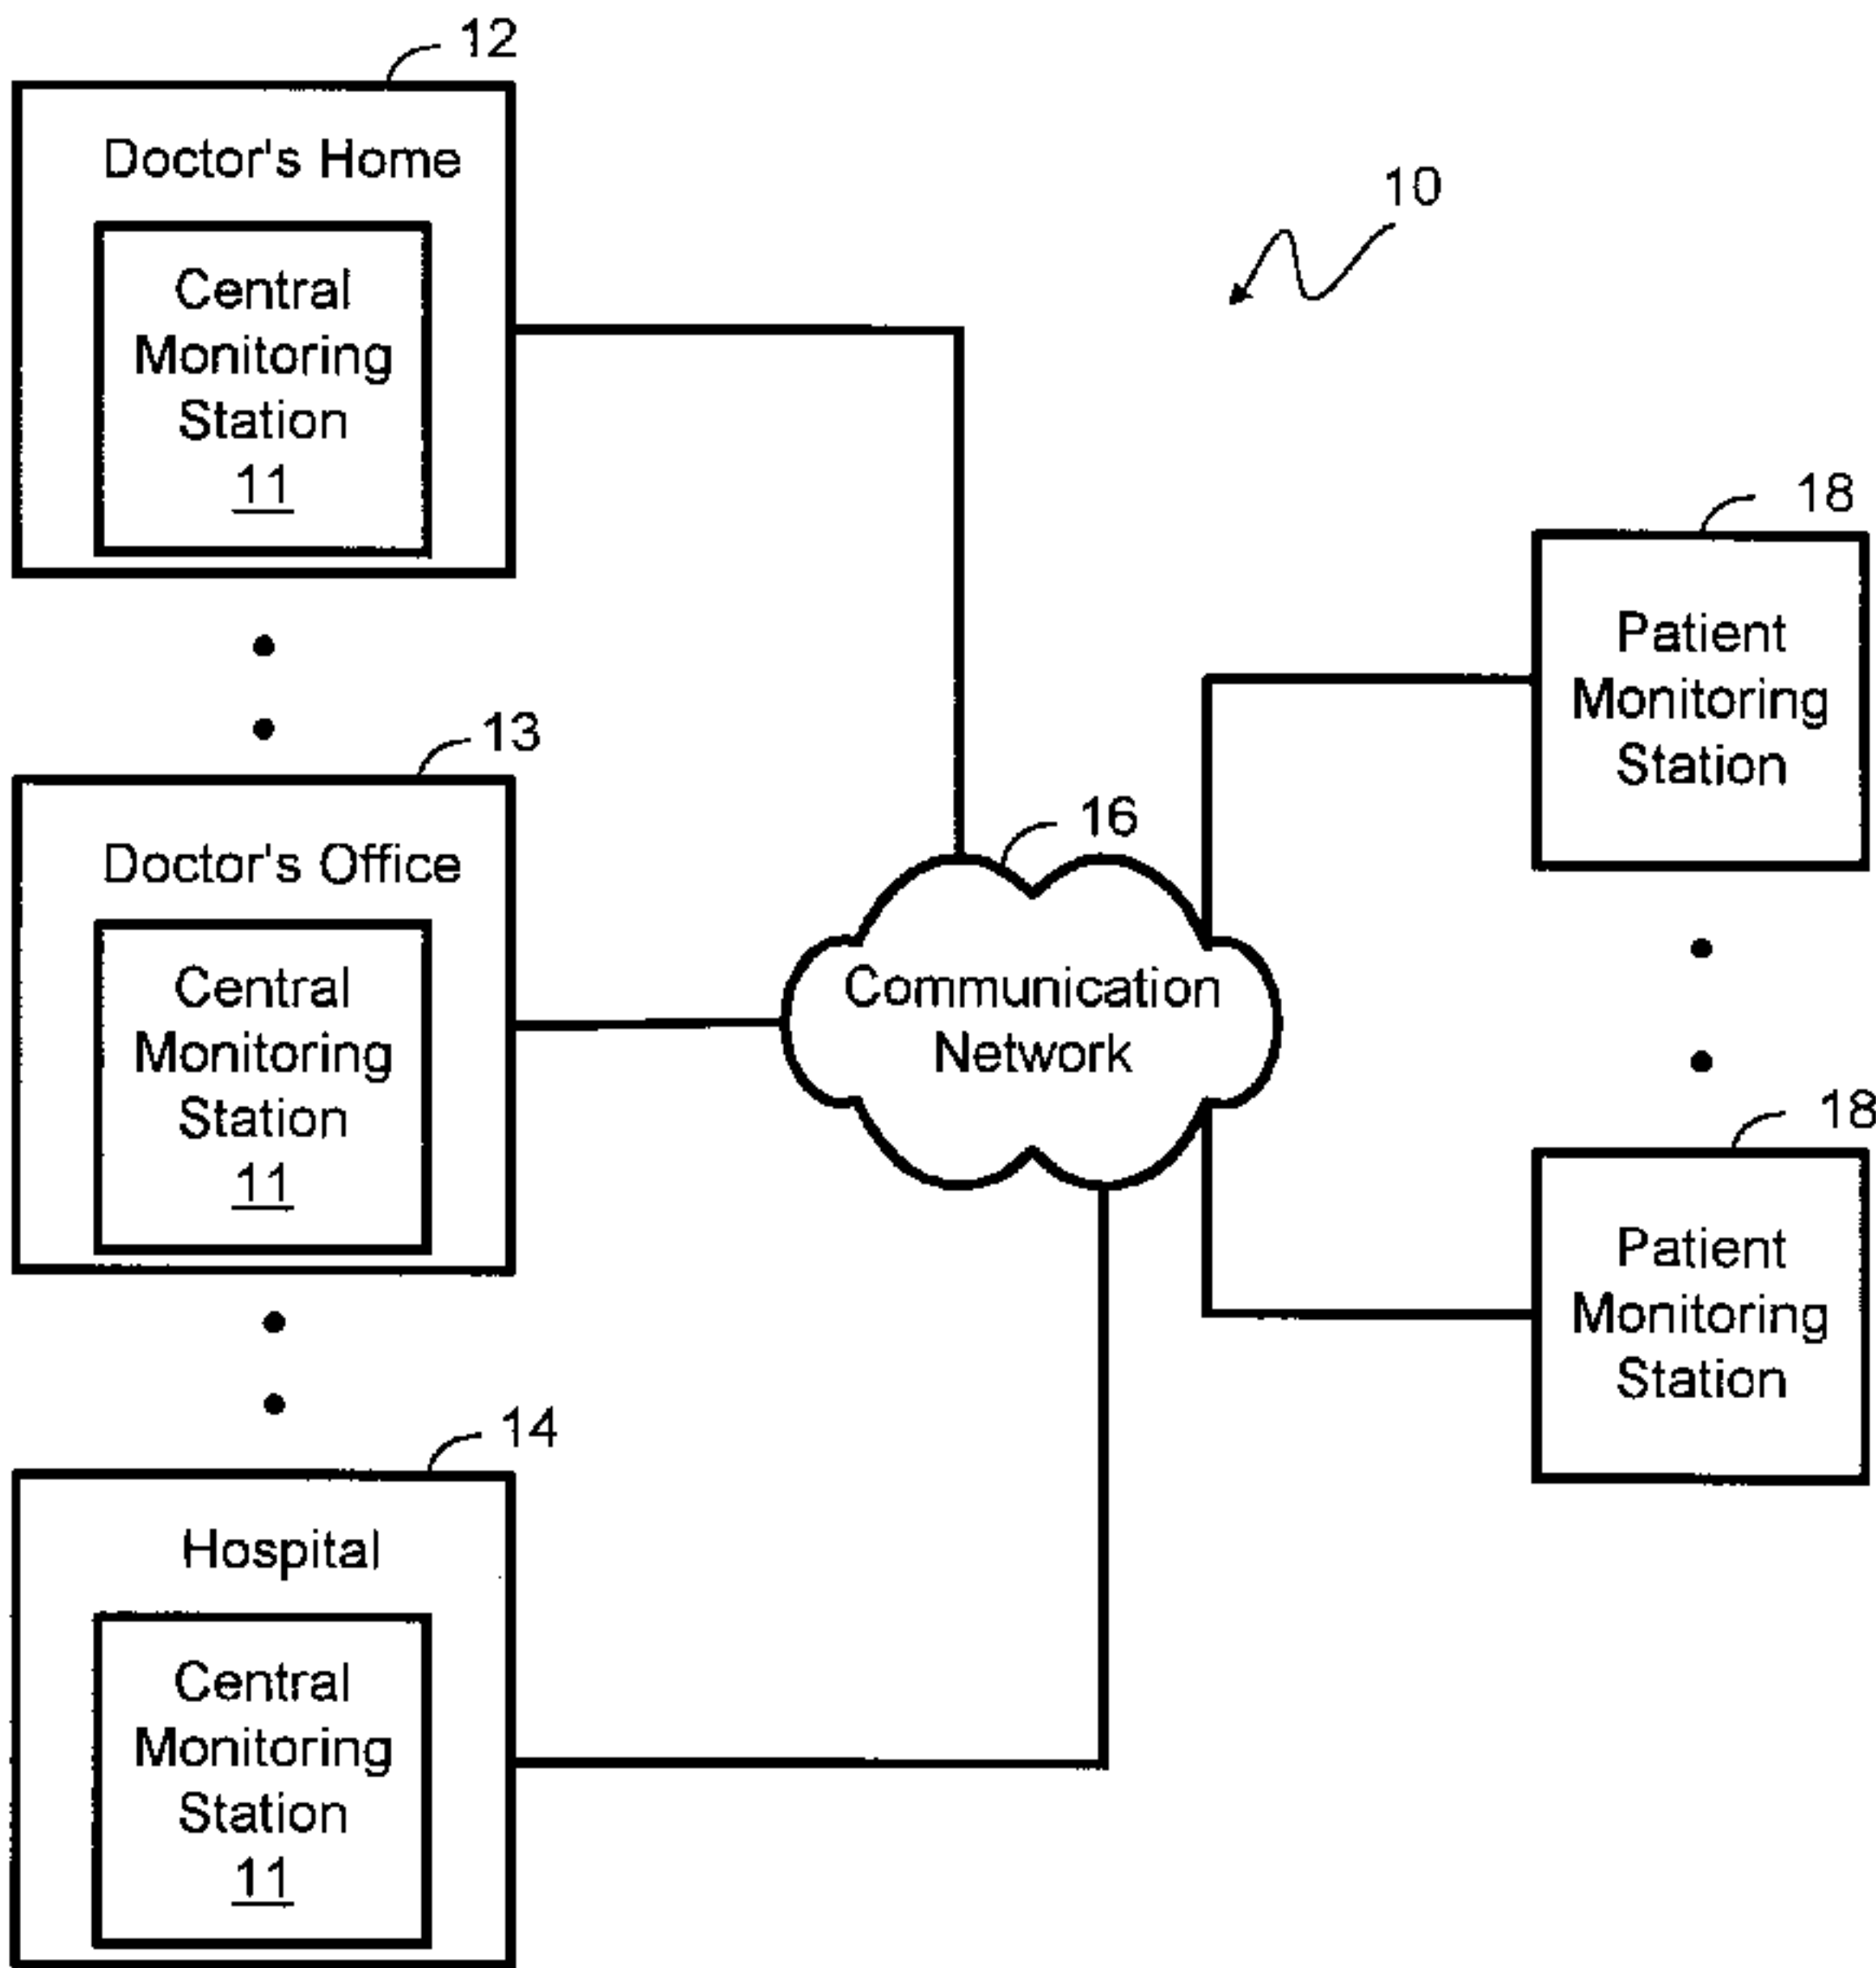 12
Doctor's Home
Central
Monitoring
Station
11
10
13
Doctor's Office
Central
Monitoring
Station
11
14
Hospital
Central
Monitoring
Station
11
16
Communication
Network
18
Patient
Monitoring
Station
18
Patient
Monitoring
Station